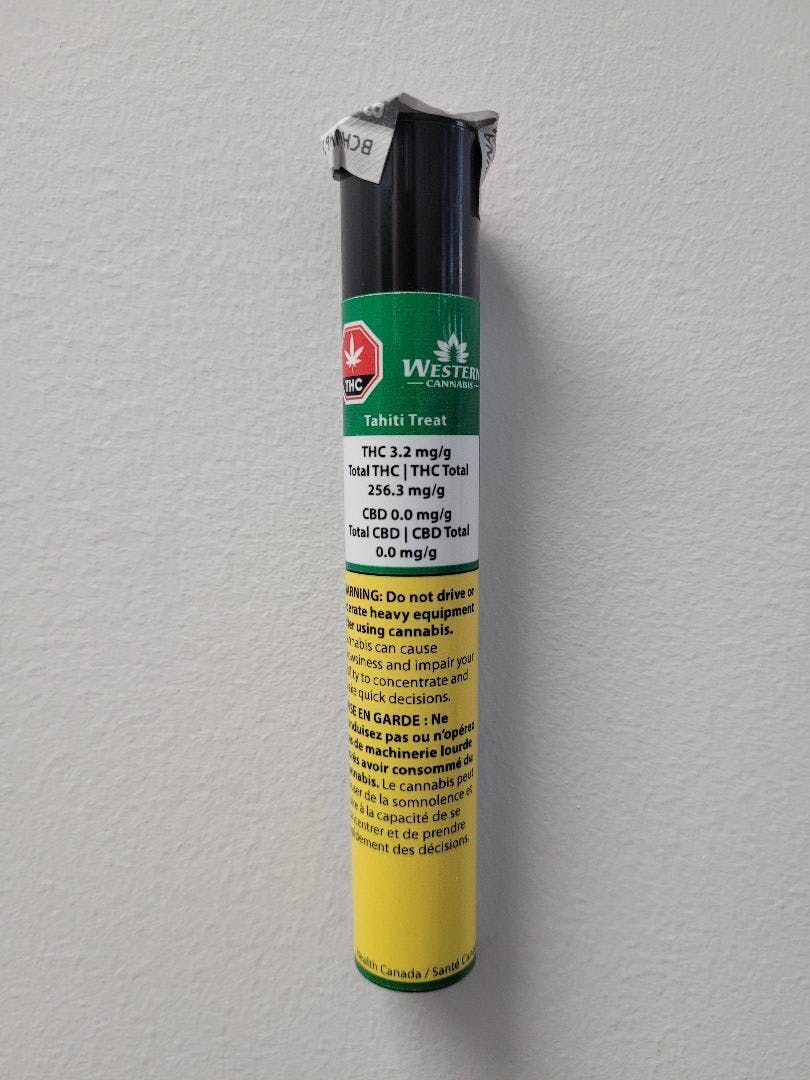 THC
WESTERN
CANNABIS
Tahiti Treat
THC 3.2 mg/g
Total THC | THC Total
256.3 mg/g
CBD 0.0 mg/g
Total CBD | CBD Total
0.0 mg/g
Do not drive or
heavy equipment
using cannabis.
can cause
and impair your
to concentrate and
quick decisions.
EN GARDE : Ne
pas ou n'opérez
de machinerie lourde
avoir consommé du
Le cannabis peut
de la somnolence et
à la capacité de se
et de prendre
des décisions.
Health Canada / Santé